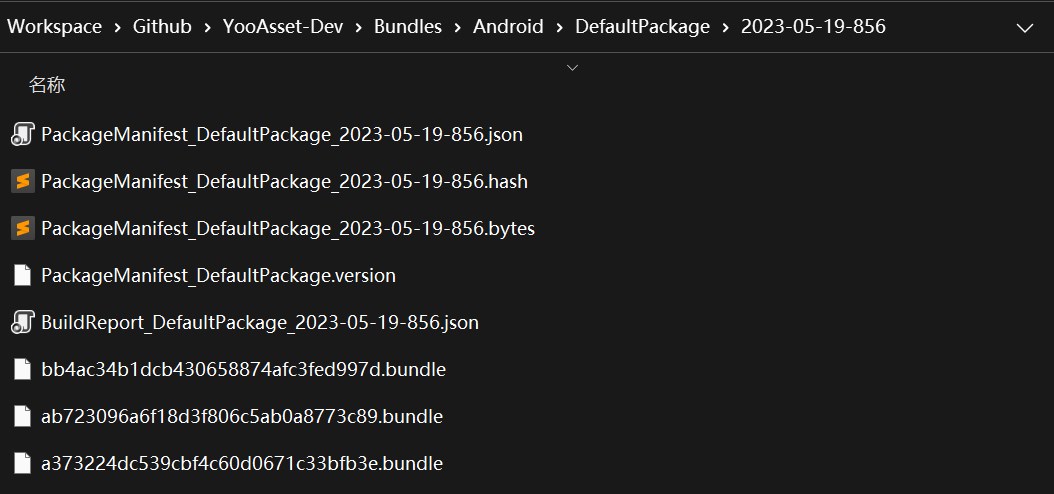 Workspace > Github > YooAsset-Dev > Bundles > Android > DefaultPackage > 2023-05-19-856
名称
PackageManifest_DefaultPackage_2023-05-19-856.json
PackageManifest_DefaultPackage_2023-05-19-856.hash
PackageManifest_DefaultPackage_2023-05-19-856.bytes
PackageManifest_DefaultPackage.version
BuildReport_DefaultPackage_2023-05-19-856.json
bb4ac34b1dcb430658874afc3fed997d.bundle
ab723096a6f18d3f806c5ab0a8773c89.bundle
a373224dc539cbf4c60d0671c33bfb3e.bundle